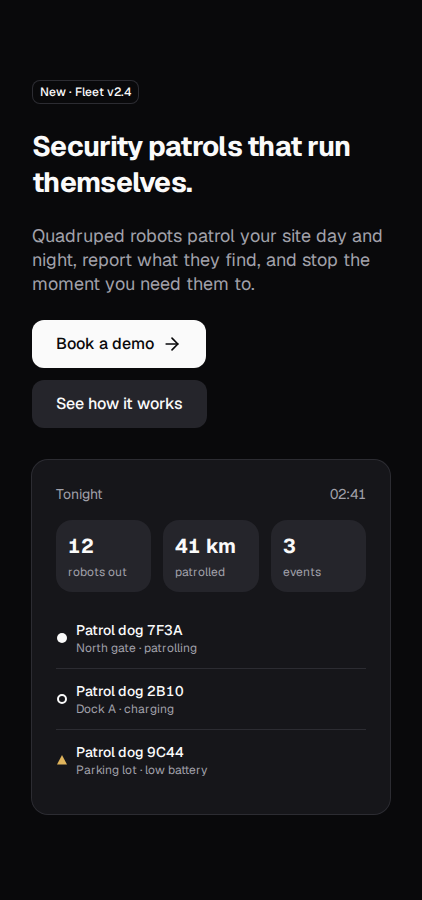 New · Fleet v2.4
Security patrols that run
themselves.
Quadruped robots patrol your site day and
night, report what they find, and stop the
moment you need them to.
Book a demo →
See how it works
Tonight 02:41
12 41 km 3
robots out patrolled events
Patrol dog 7F3A
North gate · patrolling
Patrol dog 2B10
Dock A · charging
Patrol dog 9C44
Parking lot · low battery